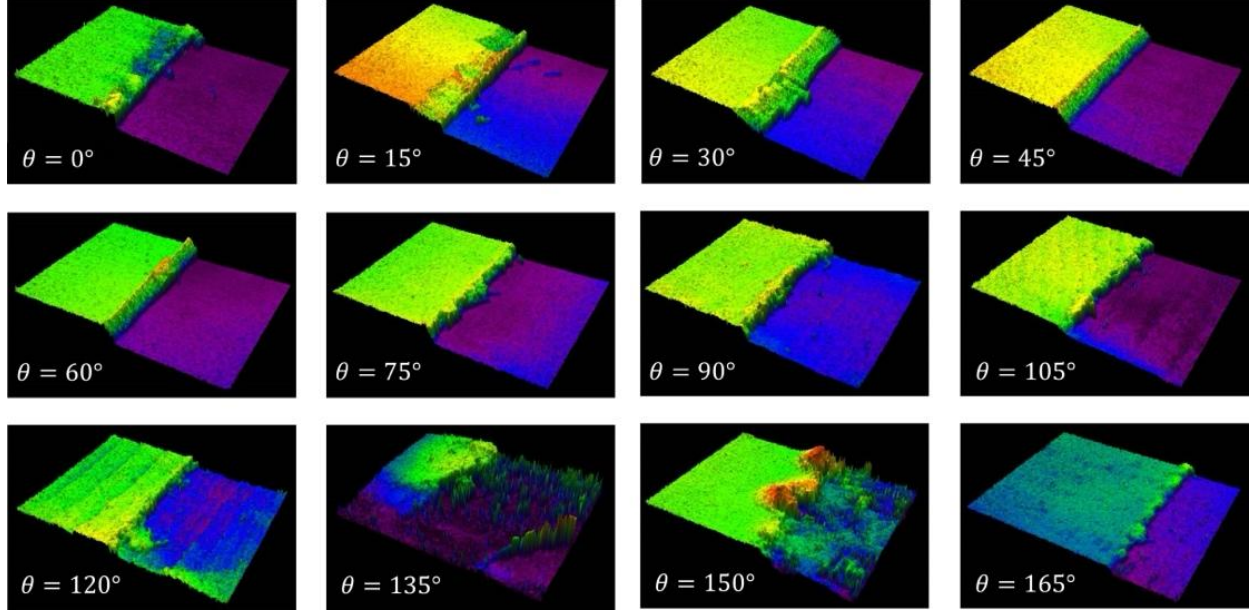 θ = 0°
θ = 15°
θ = 30°
θ = 45°
θ = 60°
θ = 75°
θ = 90°
θ = 105°
θ = 120°
θ = 135°
θ = 150°
θ = 165°